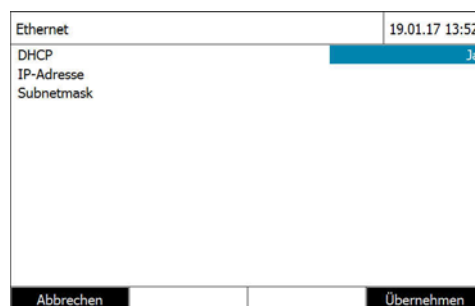 Ethernet 19.01.17 13:52
DHCP Ja
IP-Adresse
Subnetmask
Abbrechen Übernehmen